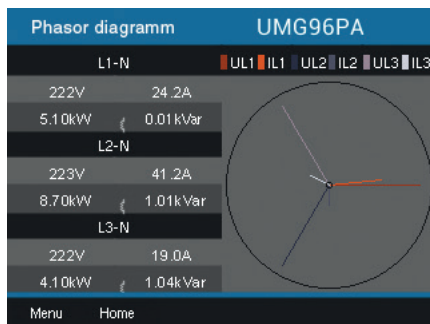 Phasor diagramm UMG96PA
L1-N UL1 IL1 UL2 IL2 UL3 IL3
222V 24.2A
5.10kW 0.01kVar
L2-N
223V 41.2A
8.70kW 1.01kVar
L3-N
222V 19.0A
4.10kW 1.04kVar
Menu Home